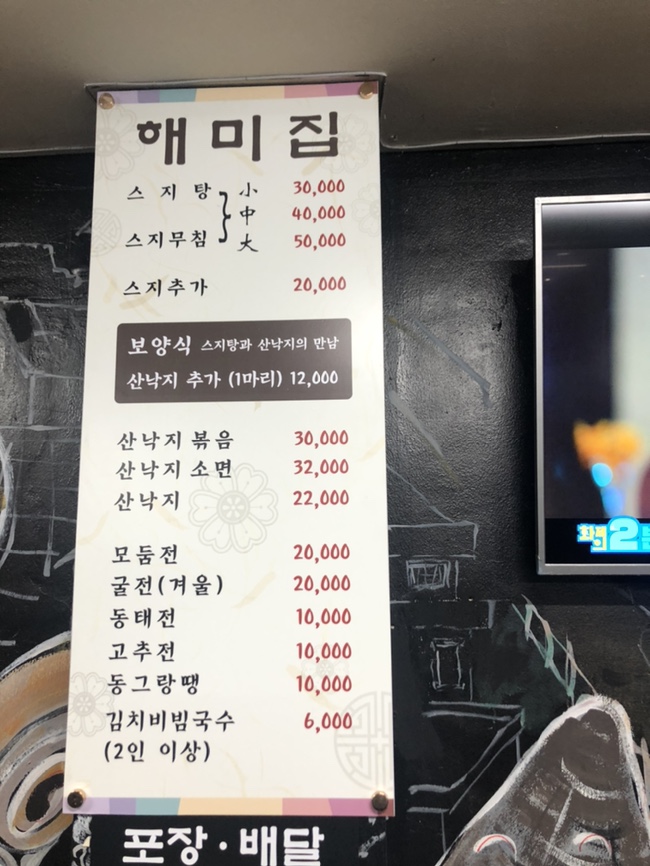 해미집
스지탕 小 30,000
中 40,000
스지무침 大 50,000
스지추가 20,000
보양식 스지탕과 산낙지의 만남
산낙지 추가 (1마리) 12,000
산낙지 볶음 30,000
산낙지 소면 32,000
산낙지 22,000
모둠전 20,000
굴전(겨울) 20,000
동태전 10,000
고추전 10,000
동그랑땡 10,000
김치비빔국수 6,000
(2인 이상)
포장·배달
2